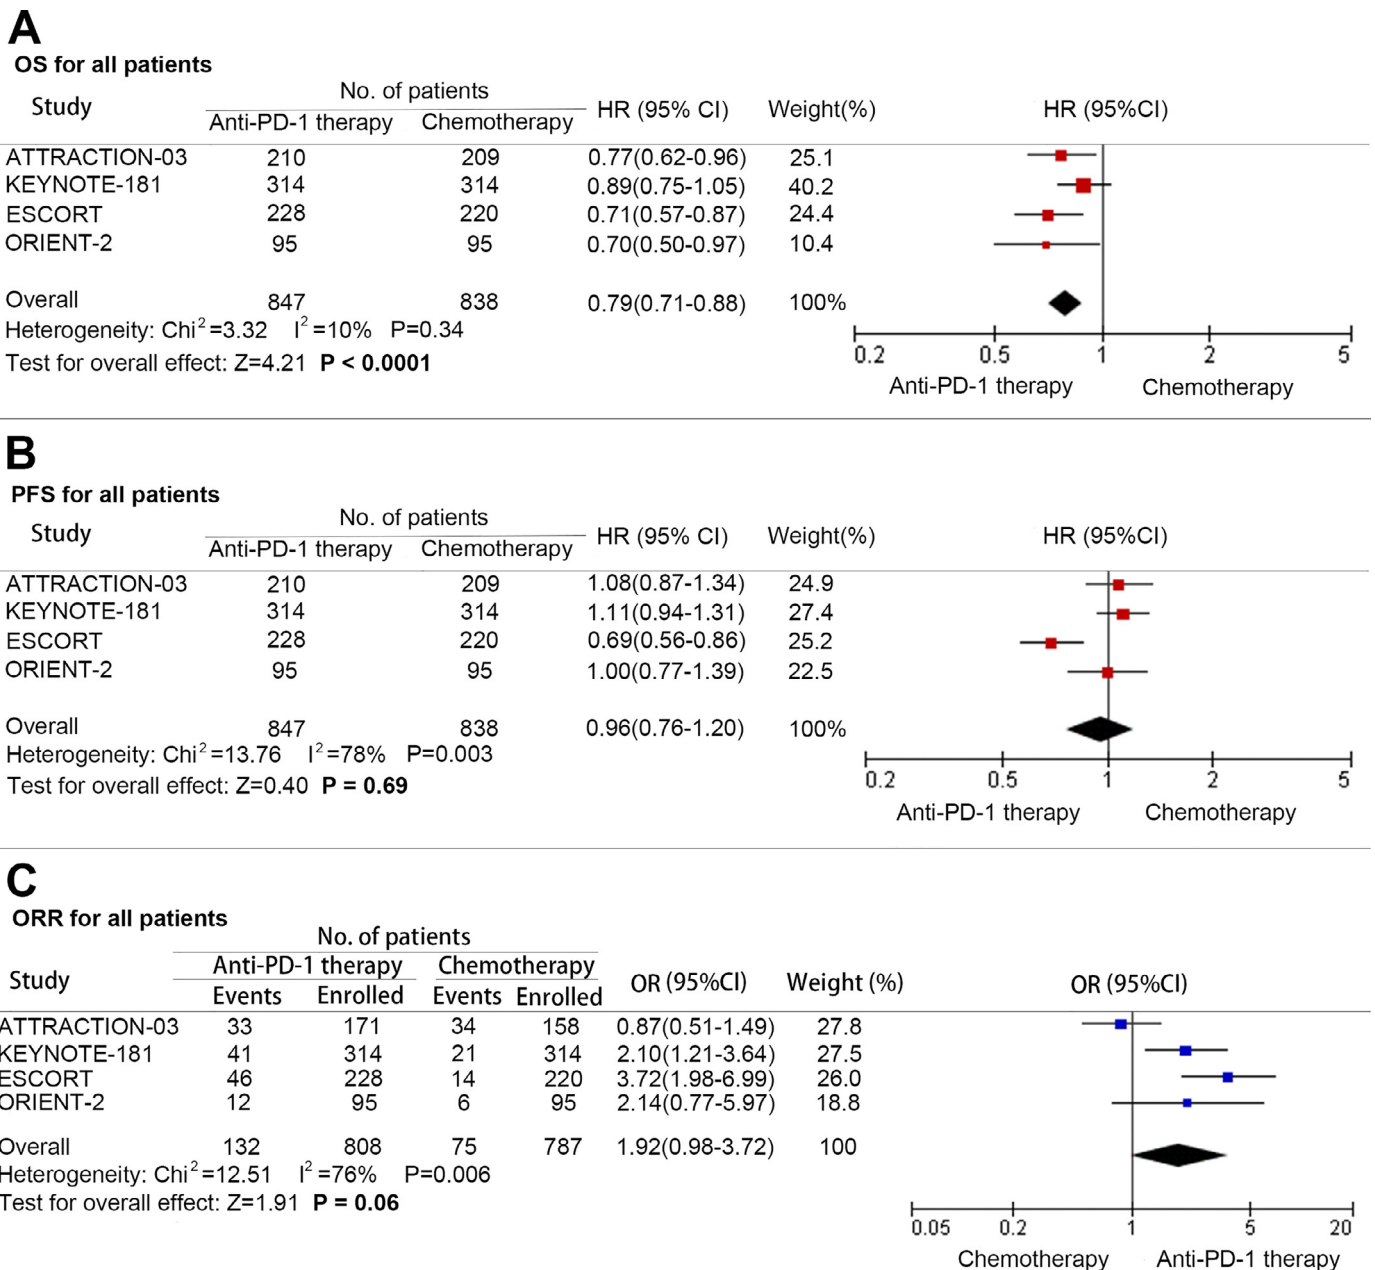 A
OS for all patients
Study No. of patients HR (95% CI) Weight(%) HR (95%CI)
Anti-PD-1 therapy Chemotherapy
ATTRACTION-03 210 209 0.77(0.62-0.96) 25.1
KEYNOTE-181 314 314 0.89(0.75-1.05) 40.2
ESCORT 228 220 0.71(0.57-0.87) 24.4
ORIENT-2 95 95 0.70(0.50-0.97) 10.4
Overall 847 838 0.79(0.71-0.88) 100%
Heterogeneity: Chi2=3.32 I2=10% P=0.34
Test for overall effect: Z=4.21 P < 0.0001
0.2 0.5 1 2 5
Anti-PD-1 therapy Chemotherapy
B
PFS for all patients
Study No. of patients HR (95% CI) Weight(%) HR (95%CI)
Anti-PD-1 therapy Chemotherapy
ATTRACTION-03 210 209 1.08(0.87-1.34) 24.9
KEYNOTE-181 314 314 1.11(0.94-1.31) 27.4
ESCORT 228 220 0.69(0.56-0.86) 25.2
ORIENT-2 95 95 1.00(0.77-1.39) 22.5
Overall 847 838 0.96(0.76-1.20) 100%
Heterogeneity: Chi2=13.76 I2=78% P=0.003
Test for overall effect: Z=0.40 P = 0.69
0.2 0.5 1 2 5
Anti-PD-1 therapy Chemotherapy
C
ORR for all patients
No. of patients
Study Anti-PD-1 therapy Chemotherapy OR (95%CI) Weight (%) OR (95%CI)
Events Enrolled Events Enrolled
ATTRACTION-03 33 171 34 158 0.87(0.51-1.49) 27.8
KEYNOTE-181 41 314 21 314 2.10(1.21-3.64) 27.5
ESCORT 46 228 14 220 3.72(1.98-6.99) 26.0
ORIENT-2 12 95 6 95 2.14(0.77-5.97) 18.8
Overall 132 808 75 787 1.92(0.98-3.72) 100
Heterogeneity: Chi2=12.51 I2=76% P=0.006
Test for overall effect: Z=1.91 P = 0.06
0.05 0.2 1 5 20
Chemotherapy Anti-PD-1 therapy